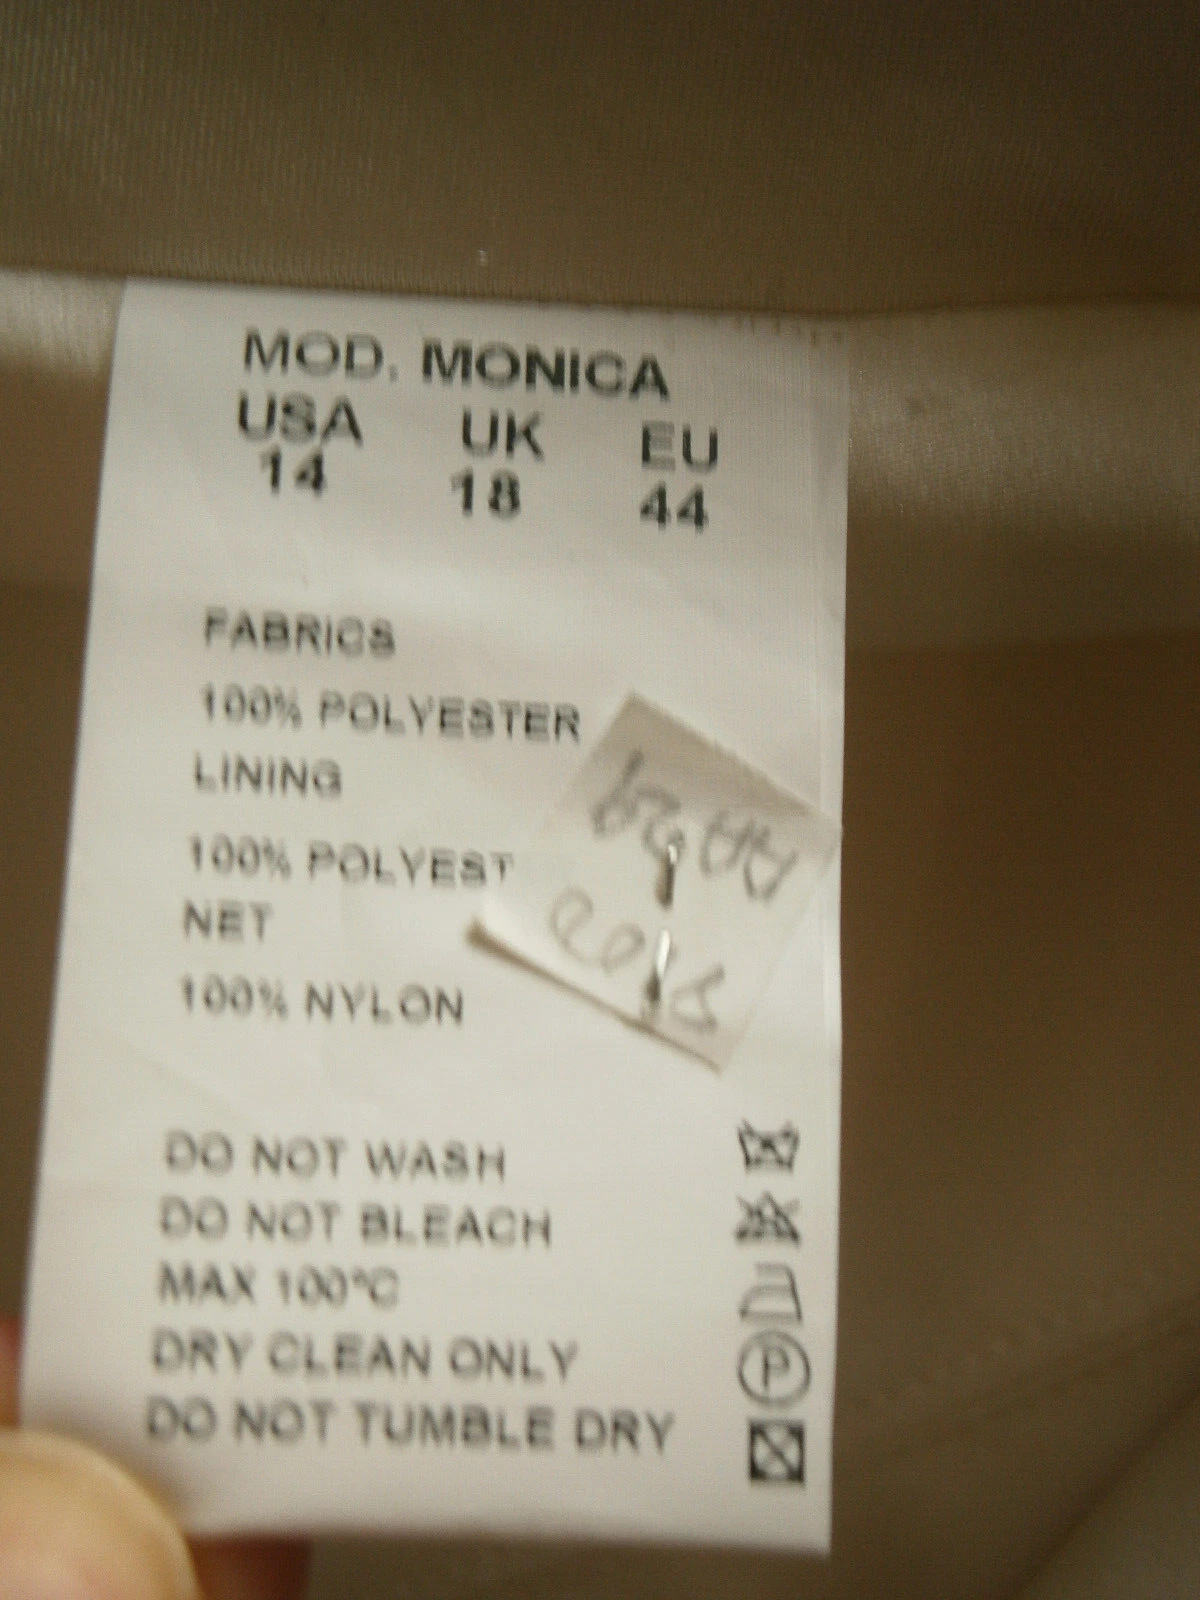 MOD. MONICA
USA UK EU
14 18 44
FABRICS
100% POLYESTER
LINING
100% POLYEST
NET
100% NYLON
DO NOT WASH
DO NOT BLEACH
MAX 100°C
DRY CLEAN ONLY
DO NOT TUMBLE DRY
P